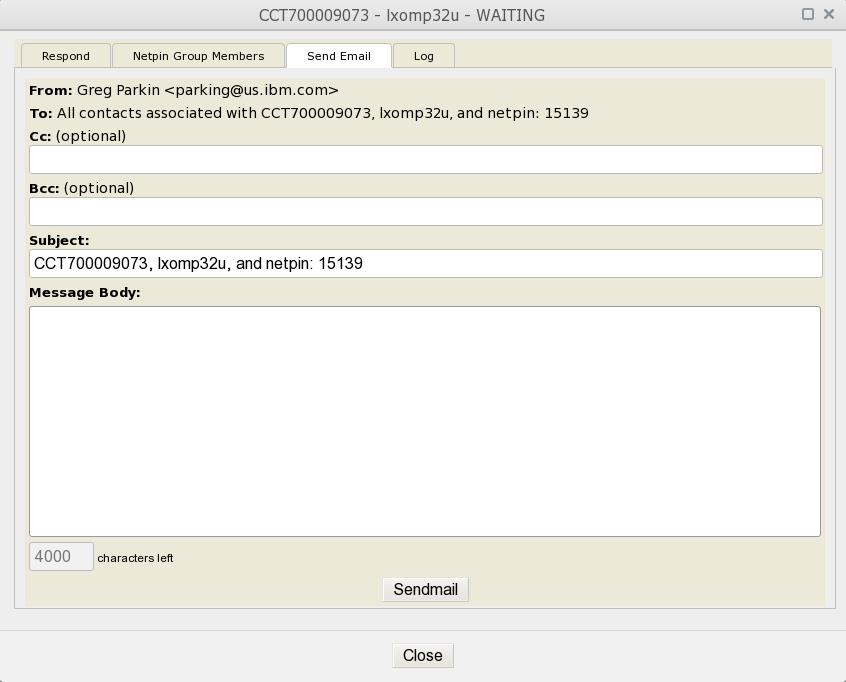 CCT700009073 - lxomp32u - WAITING
Respond
Netpin Group Members
Send Email
Log
From: Greg Parkin <parking@us.ibm.com>
To: All contacts associated with CCT700009073, lxomp32u, and netpin: 15139
Cc: (optional)
Bcc: (optional)
Subject:
CCT700009073, lxomp32u, and netpin: 15139
Message Body:
4000 characters left
Sendmail
Close